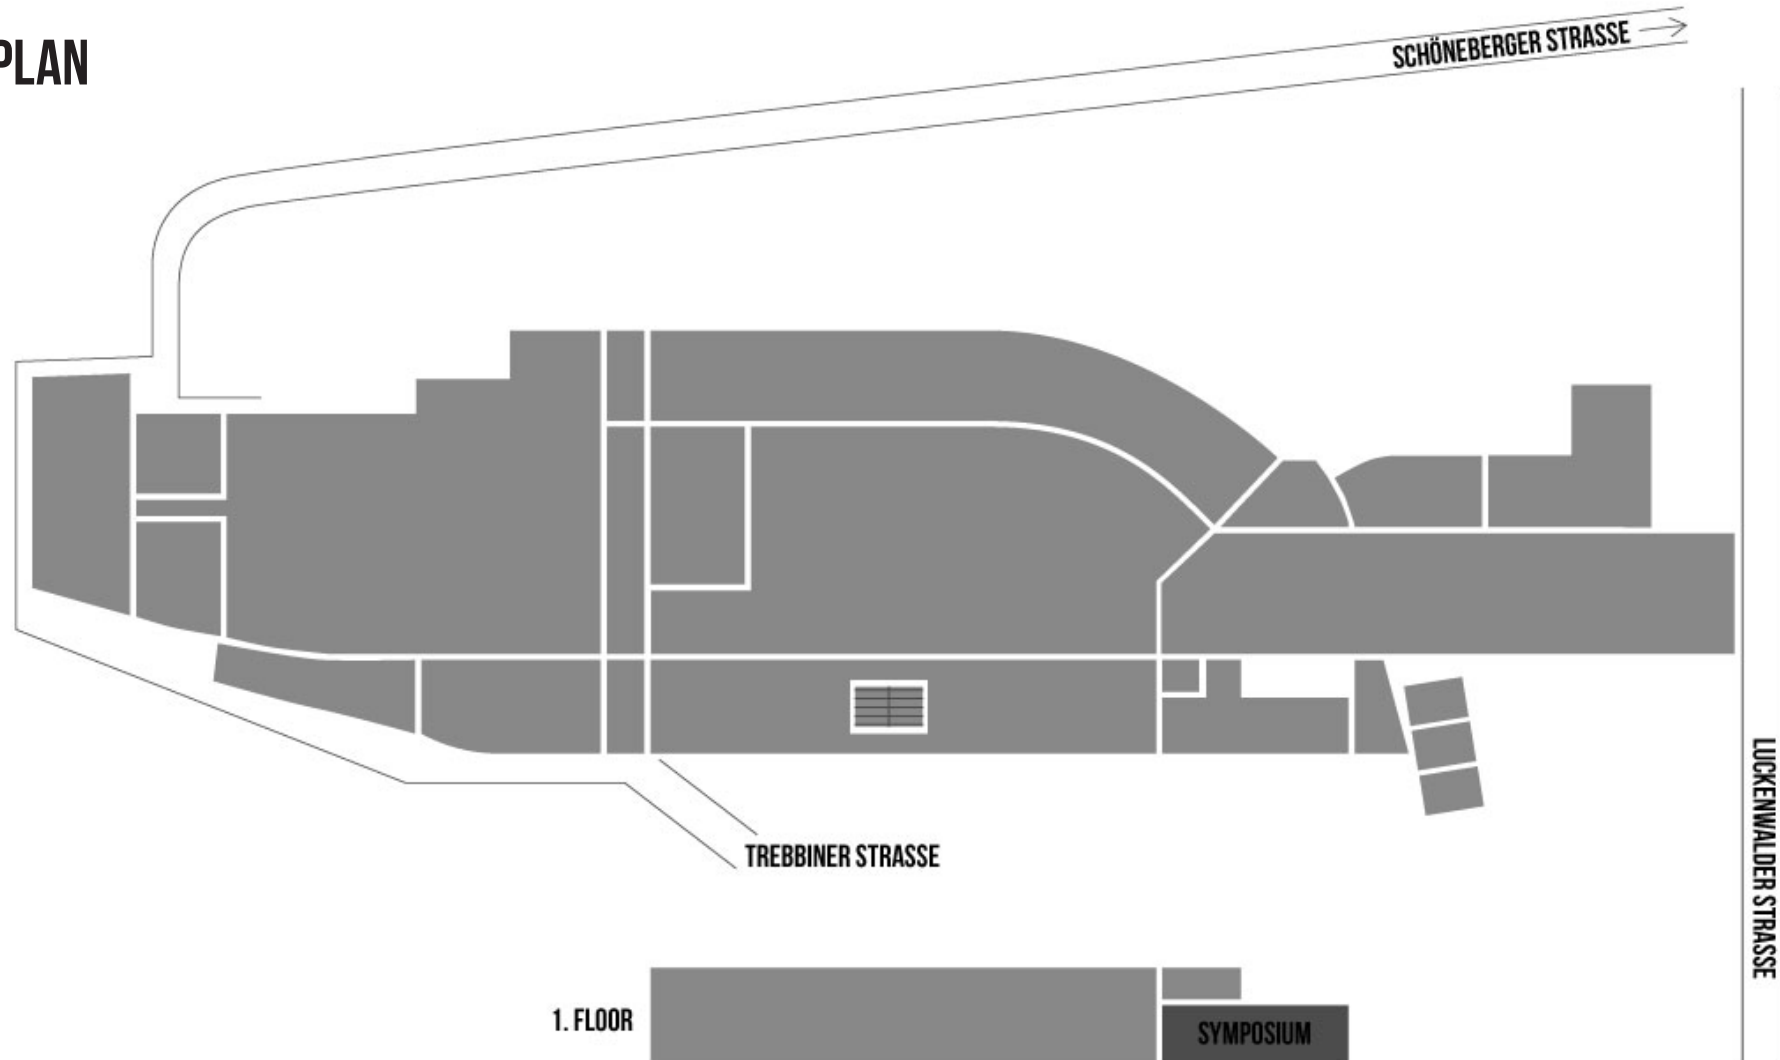 PLAN
SCHÖNEBERGER STRASSE
TREBBINER STRASSE
LUCKENWALDER STRASSE
1. FLOOR
SYMPOSIUM